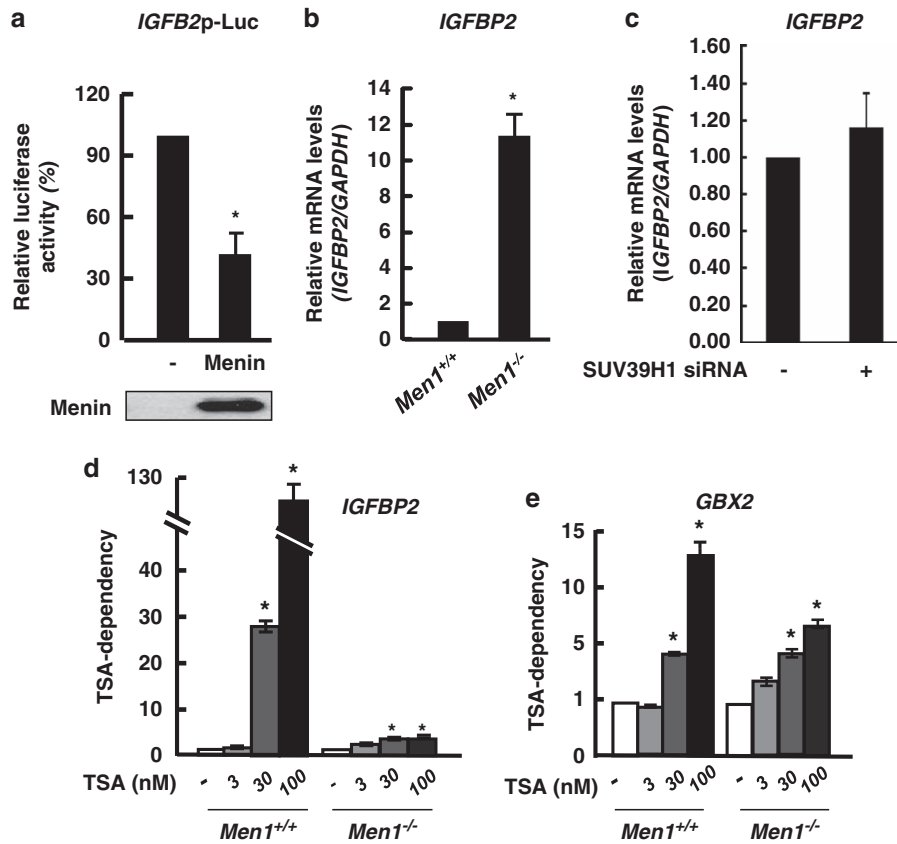 a
IGFB2p-Luc
Relative luciferase
activity (%)
120
90
60
30
0
*
-
Menin
Menin
b
IGFBP2
Relative mRNA levels
(IGFBP2/GAPDH)
14
12
10
8
6
4
2
0
*
Men1+/+
Men1-/-
c
IGFBP2
Relative mRNA levels
(IGFBP2/GAPDH)
1.60
1.40
1.20
1.00
0.80
0.60
0.40
0.20
0.00
SUV39H1 siRNA
-
+
d
IGFBP2
TSA-dependency
130
40
30
20
10
0
*
*
*
*
TSA (nM)
-
3
30
100
-
3
30
100
Men1+/+
Men1-/-
e
GBX2
TSA-dependency
15
10
5
1
0
*
*
*
*
TSA (nM)
-
3
30
100
-
3
30
100
Men1+/+
Men1-/-